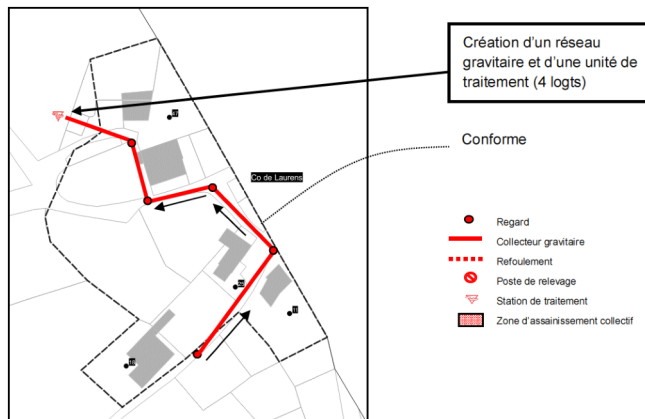 Création d'un réseau
gravitaire et d'une unité de
traitement (4 logts)
Conforme
Co de Laurens
Regard
Collecteur gravitaire
Refoulement
Poste de relevage
Station de traitement
Zone d'assainissement collectif